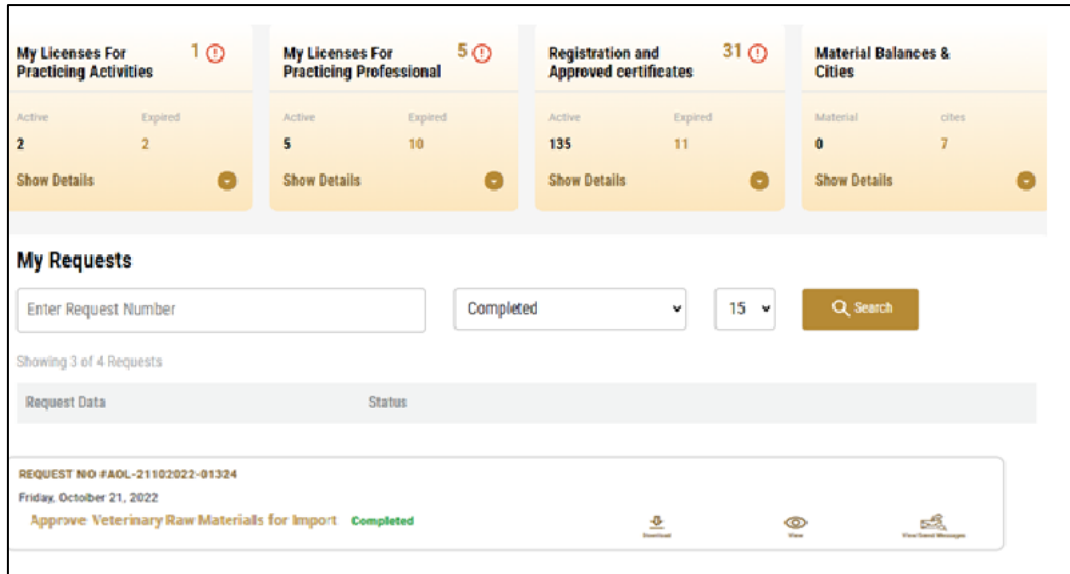 My Licenses For
Practicing Activities
1
Active Expired
2 2
Show Details
My Licenses For
Practicing Professional
5
Active Expired
5 10
Show Details
Registration and
Approved certificates
31
Active Expired
135 11
Show Details
Material Balances &
Cities
Material cites
0 7
Show Details
My Requests
Enter Request Number
Completed
15
Search
Showing 3 of 4 Requests
Request Data Status
REQUEST NO #AOL-21102022-01324
Friday, October 21, 2022
Approve Veterinary Raw Materials for Import Completed
Download
View
View/Send Messages